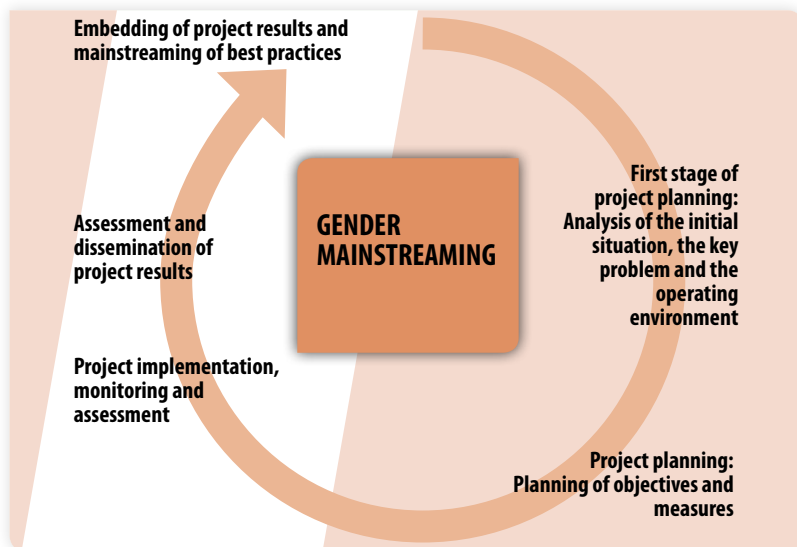 Embedding of project results and
mainstreaming of best practices
First stage of
project planning:
Analysis of the initial
situation, the key
problem and the
operating
environment
GENDER
MAINSTREAMING
Assessment and
dissemination of
project results
Project implementation,
monitoring and
assessment
Project planning:
Planning of objectives and
measures